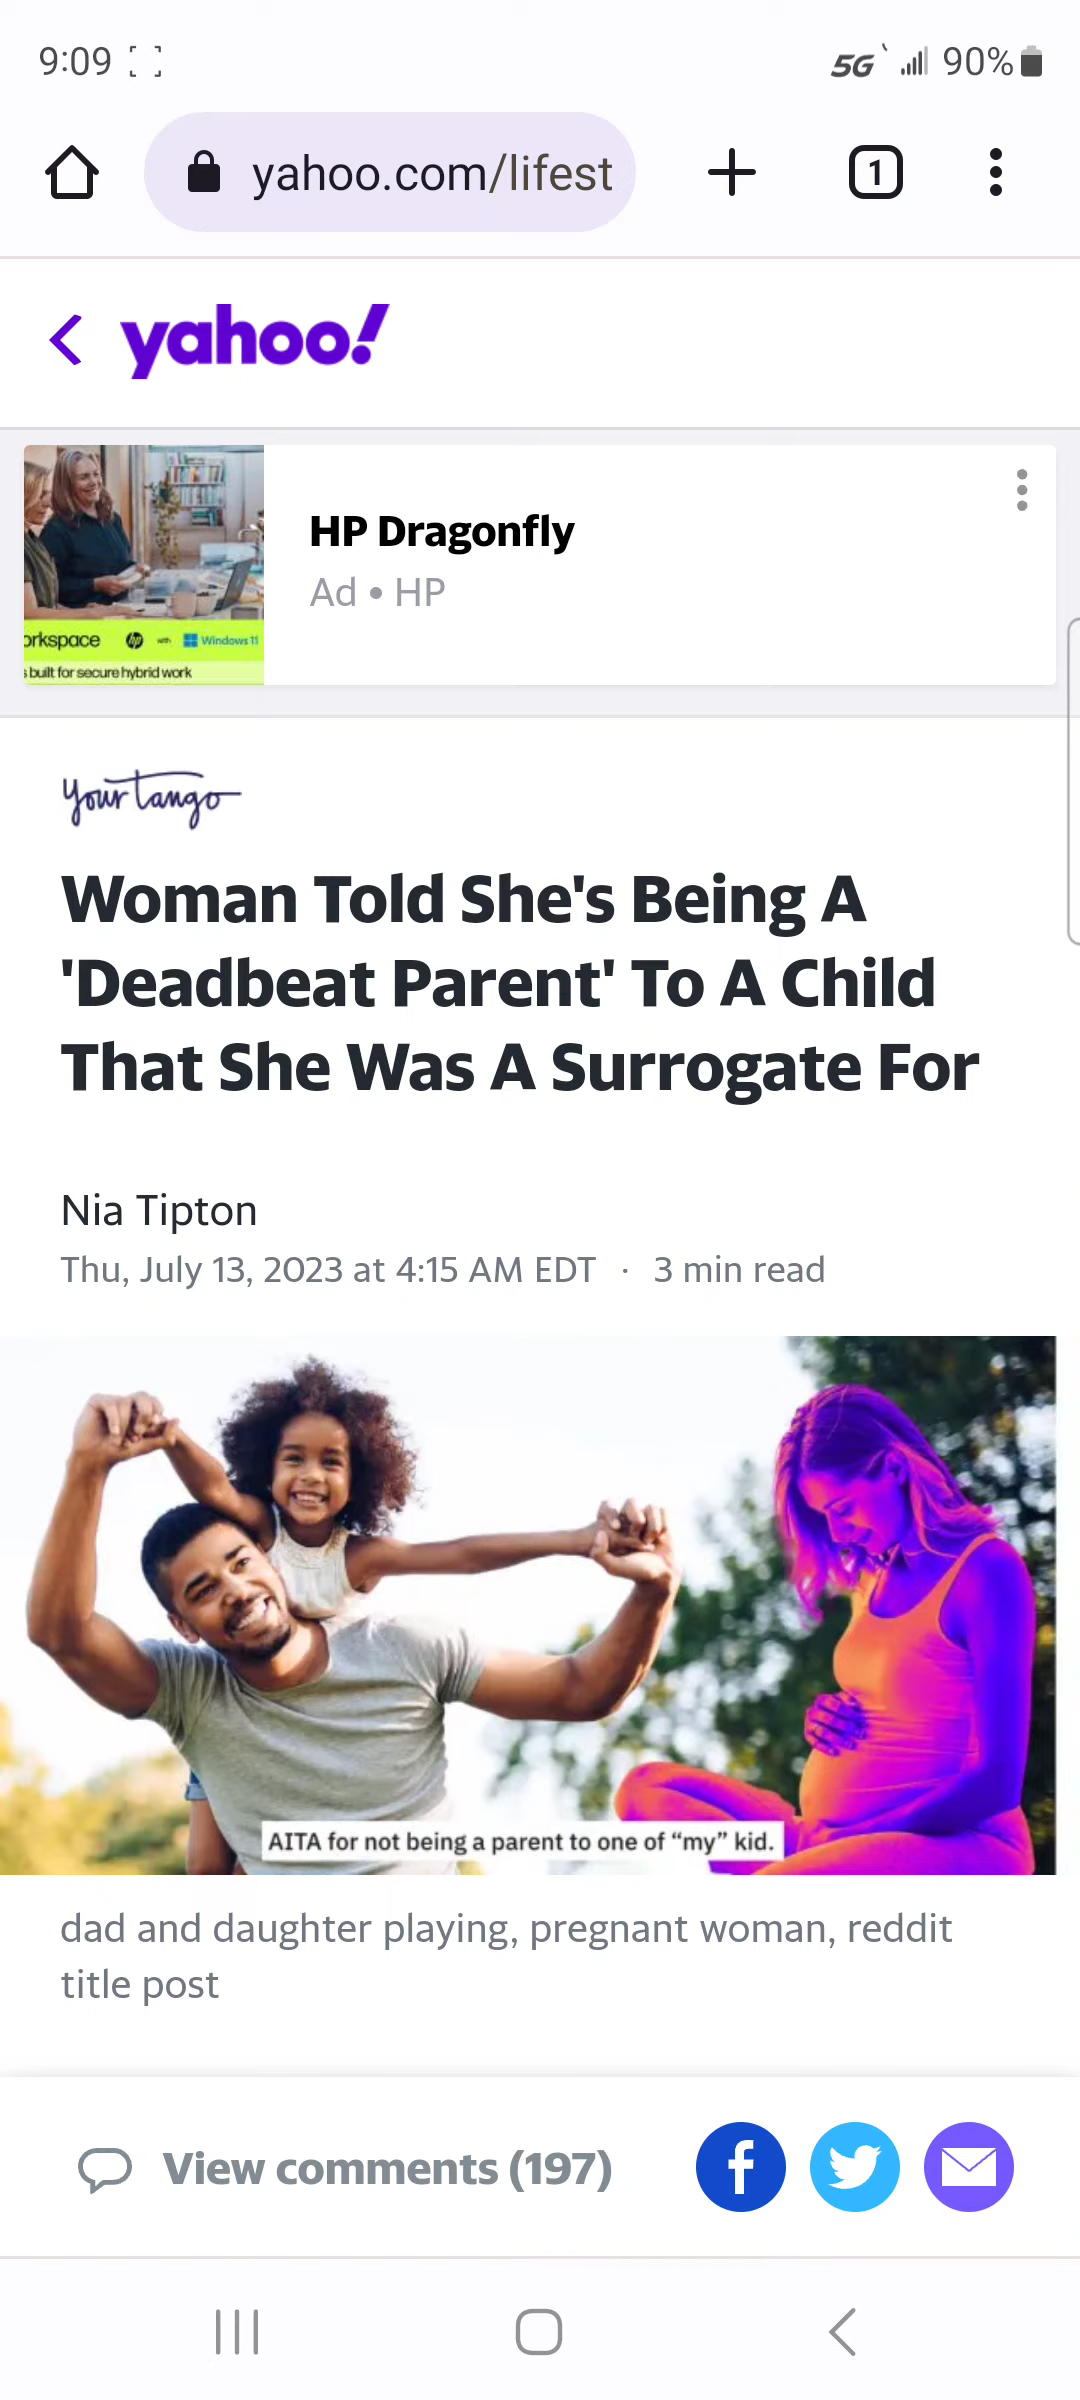 9:09 5G 90%
yahoo.com/lifest 1
yahoo!
HP Dragonfly
Ad • HP
orkspace hp with Windows 11
built for secure hybrid work
yourtango
Woman Told She's Being A
'Deadbeat Parent' To A Child
That She Was A Surrogate For
Nia Tipton
Thu, July 13, 2023 at 4:15 AM EDT · 3 min read
AITA for not being a parent to one of “my” kid.
dad and daughter playing, pregnant woman, reddit
title post
View comments (197)